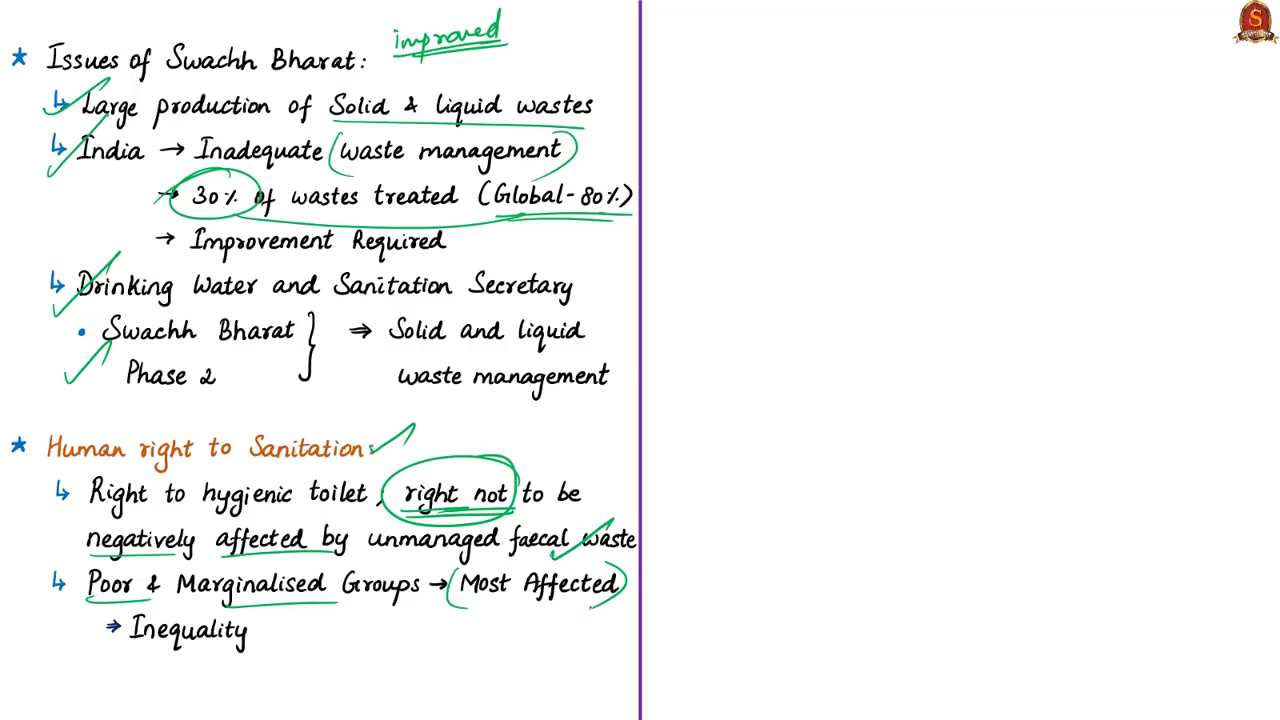 improved
* Issues of Swachh Bharat:
↳ Large production of Solid & liquid wastes
↳ India → Inadequate (waste management)
→ 30% of wastes treated (Global - 80%)
→ Improvement Required
↳ Drinking Water and Sanitation Secretary
• Swachh Bharat } ⇒ Solid and liquid
Phase 2 waste management
* Human right to Sanitation:
↳ Right to hygienic toilet, right not to be
negatively affected by unmanaged faecal waste
↳ Poor & Marginalised Groups → (Most Affected)
⇒ Inequality
S